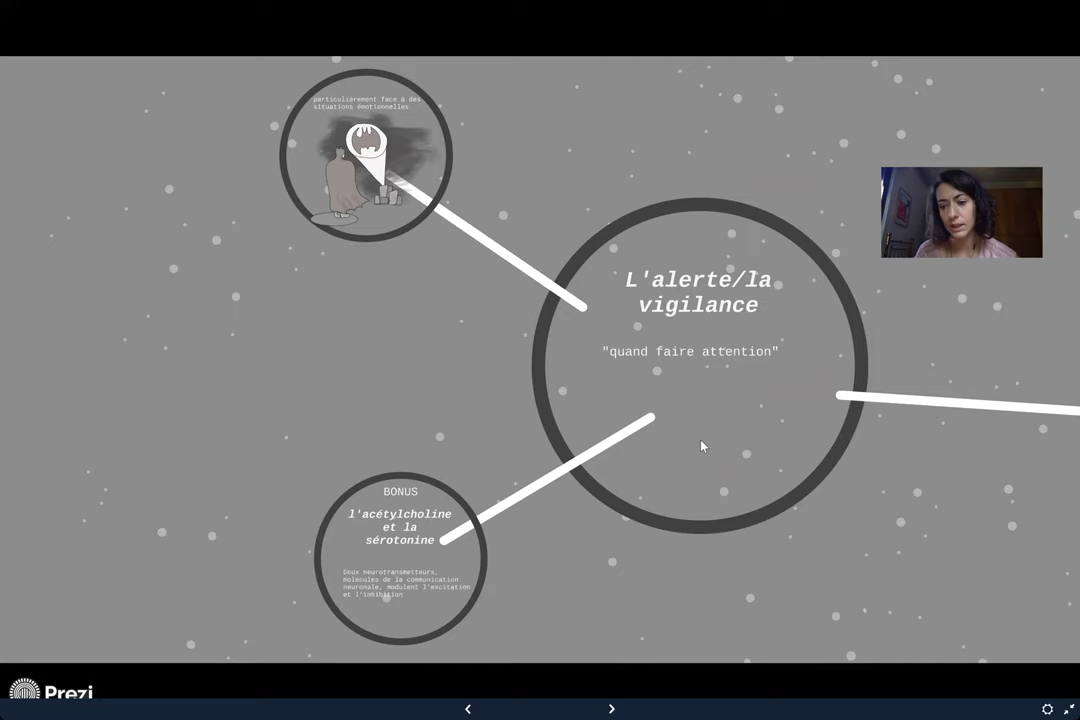 particulièrement face à des
situations émotionnelles.
L'alerte/la
vigilance
"quand faire attention"
BONUS
l'acétylcholine
et la
sérotonine
Deux neurotransmetteurs,
molécules de la communication
neuronale, modulent l'excitation
et l'inhibition
Prezi